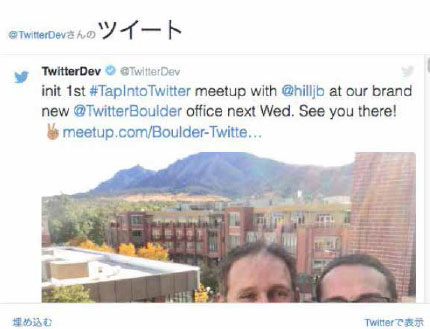 @TwitterDevさんのツイート
TwitterDev @TwitterDev
init 1st #TapIntoTwitter meetup with @hilljb at our brand
new @TwitterBoulder office next Wed. See you there!
✌🏽meetup.com/Boulder-Twitte…
埋め込む
Twitterで表示